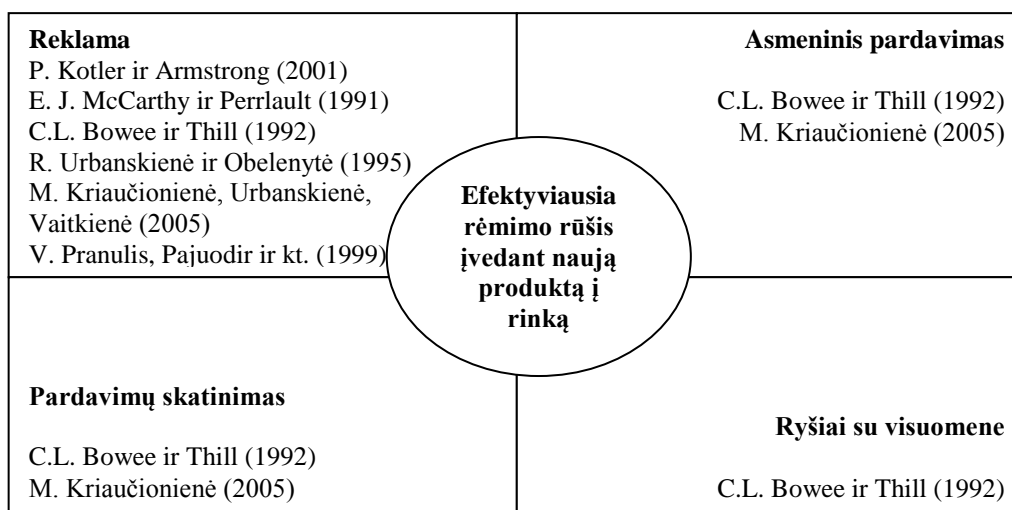 Reklama
P. Kotler ir Armstrong (2001)
E. J. McCarthy ir Perrlault (1991)
C.L. Bowee ir Thill (1992)
R. Urbanskienė ir Obelenytė (1995)
M. Kriaučionienė, Urbanskienė,
Vaitkienė (2005)
V. Pranulis, Pajuodir ir kt. (1999)
Asmeninis pardavimas
C.L. Bowee ir Thill (1992)
M. Kriaučionienė (2005)
Efektyviausia
rėmimo rūšis
įvedant naują
produktą į
rinką
Pardavimų skatinimas
C.L. Bowee ir Thill (1992)
M. Kriaučionienė (2005)
Ryšiai su visuomene
C.L. Bowee ir Thill (1992)